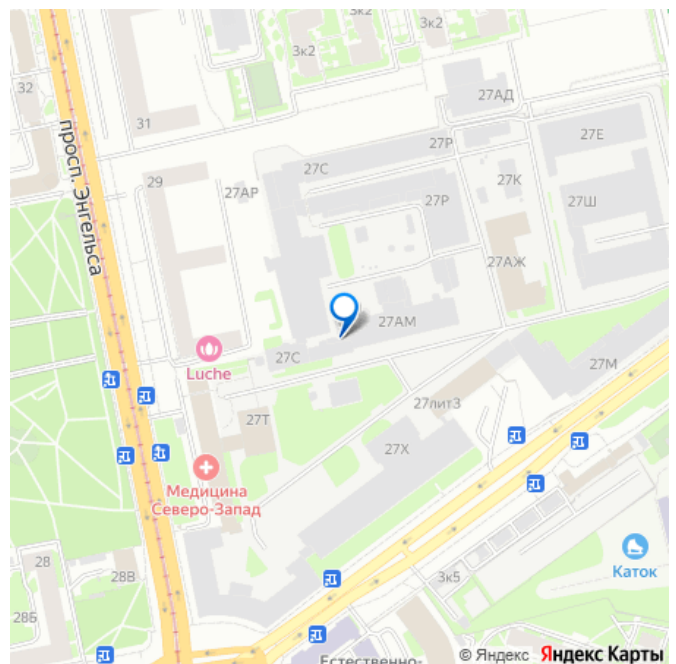 3к2
3к2
3к2
32
31
27АД
27Р
27Е
27С
29
27АР
27К
27Р
27Ш
просп. Энгельса
27АЖ
27АМ
27С
Luche
27М
27лит3
27Т
27Х
Медицина
Северо-Запад
28
28В
28Б
3к5
Каток
Естественно-
© Яндекс Яндекс Карты